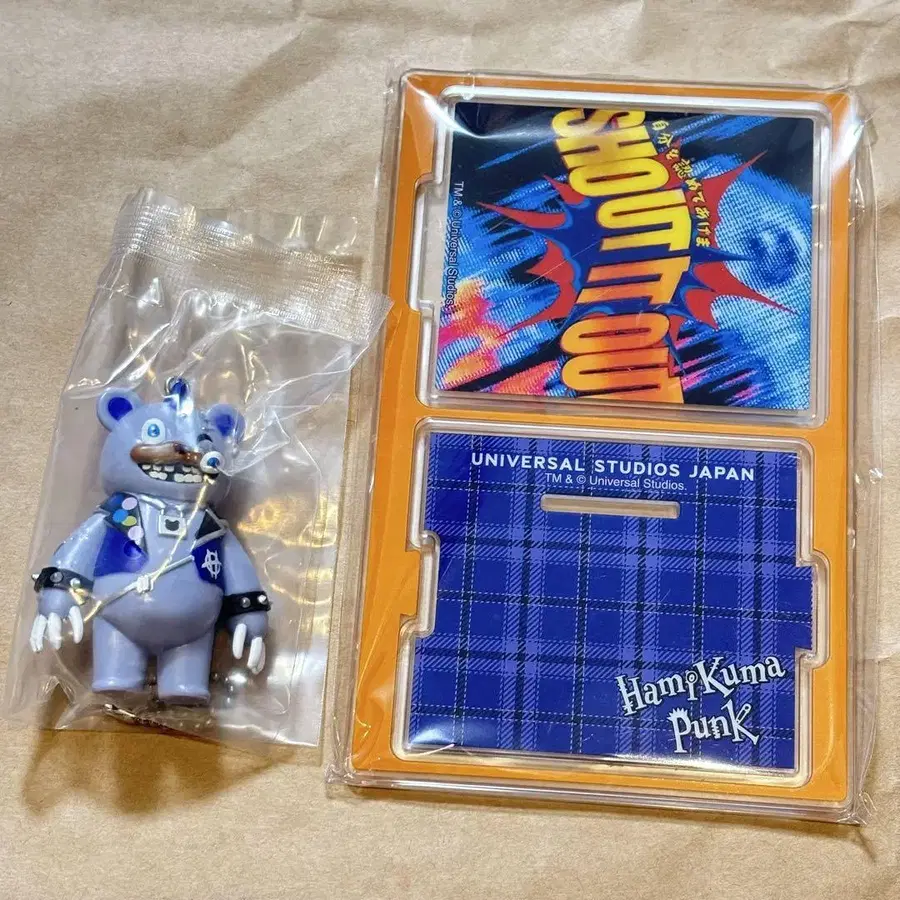 SHOUT IT OUT
TM & © Universal Studios.
UNIVERSAL STUDIOS JAPAN
TM & © Universal Studios.
HamiKuma
Punk